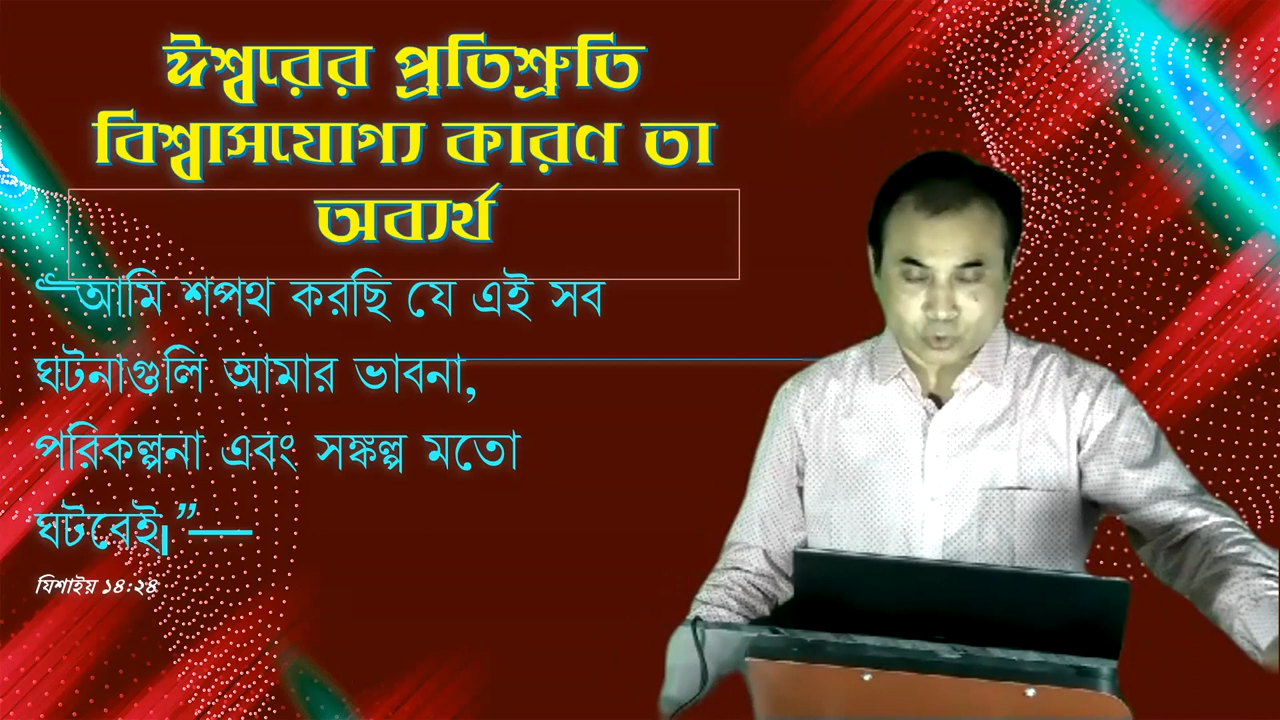 ঈশ্বরের প্রতিশ্রুতি
বিশ্বাসযোগ্য কারণ তা
অব্যর্থ
“আমি শপথ করছি যে এই সব
ঘটনাগুলি আমার ভাবনা,
পরিকল্পনা এবং সঙ্কল্প মতো
ঘটবেই।”—
যিশাইয় ১৪:২৪